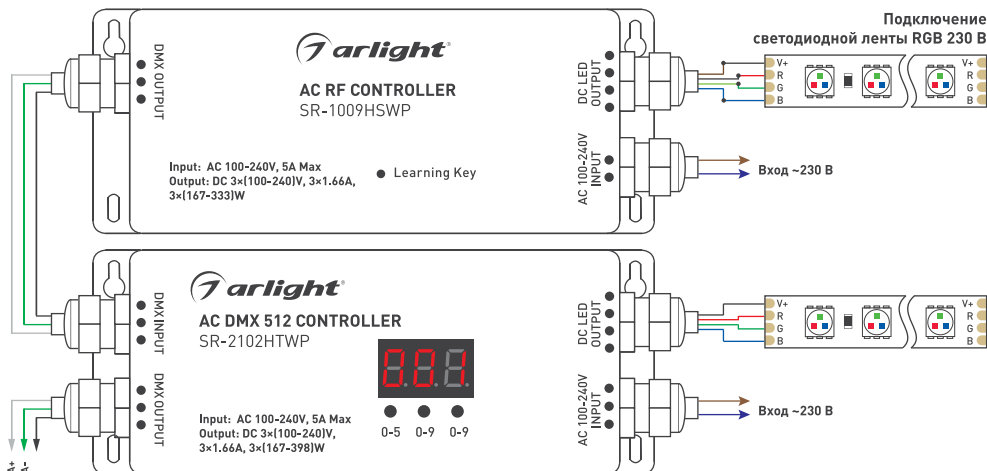 Подключение
светодиодной ленты RGB 230 В
DMX OUTPUT
arlight®
AC RF CONTROLLER
SR-1009HSWP
Input: AC 100-240V, 5A Max
Output: DC 3×(100-240)V, 3×1.66A,
3×(167-333)W
Learning Key
DC LED
OUTPUT
AC 100-240V
INPUT
V+
R
G
B
V+
R
G
B
Вход ~230 В
DMX INPUT
DMX OUTPUT
arlight®
AC DMX 512 CONTROLLER
SR-2102HTWP
001
0-5 0-9 0-9
Input: AC 100-240V, 5A Max
Output: DC 3×(100-240)V,
3×1.66A, 3×(167-398)W
DC LED
OUTPUT
AC 100-240V
INPUT
V+
R
G
B
V+
R
G
B
Вход ~230 В